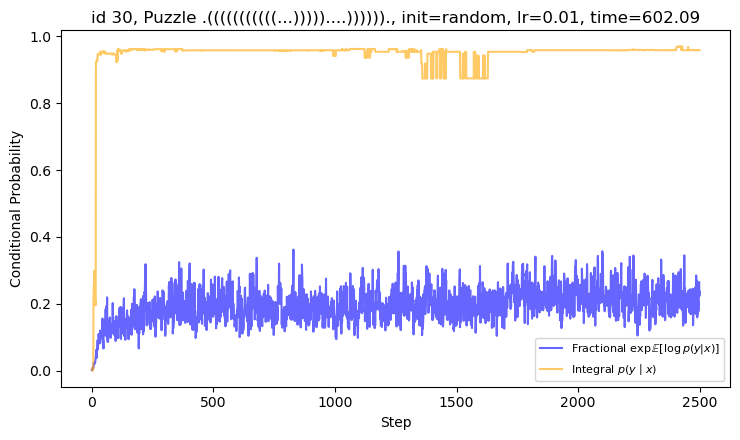 id 30, Puzzle .(((((((((((...)))))....))))))., init=random, lr=0.01, time=602.09
Conditional Probability
1.0
0.8
0.6
0.4
0.2
0.0
0
500
1000
1500
2000
2500
Step
Fractional exp 𝔼[log p(y|x)]
Integral p(y | x)